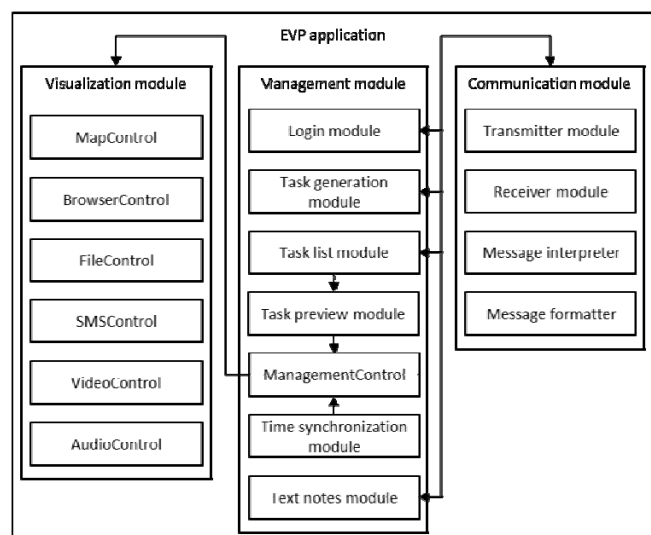 EVP application
Visualization module
MapControl
BrowserControl
FileControl
SMSControl
VideoControl
AudioControl
Management module
Login module
Task generation
module
Task list module
Task preview module
ManagementControl
Time synchronization
module
Text notes module
Communication module
Transmitter module
Receiver module
Message interpreter
Message formatter